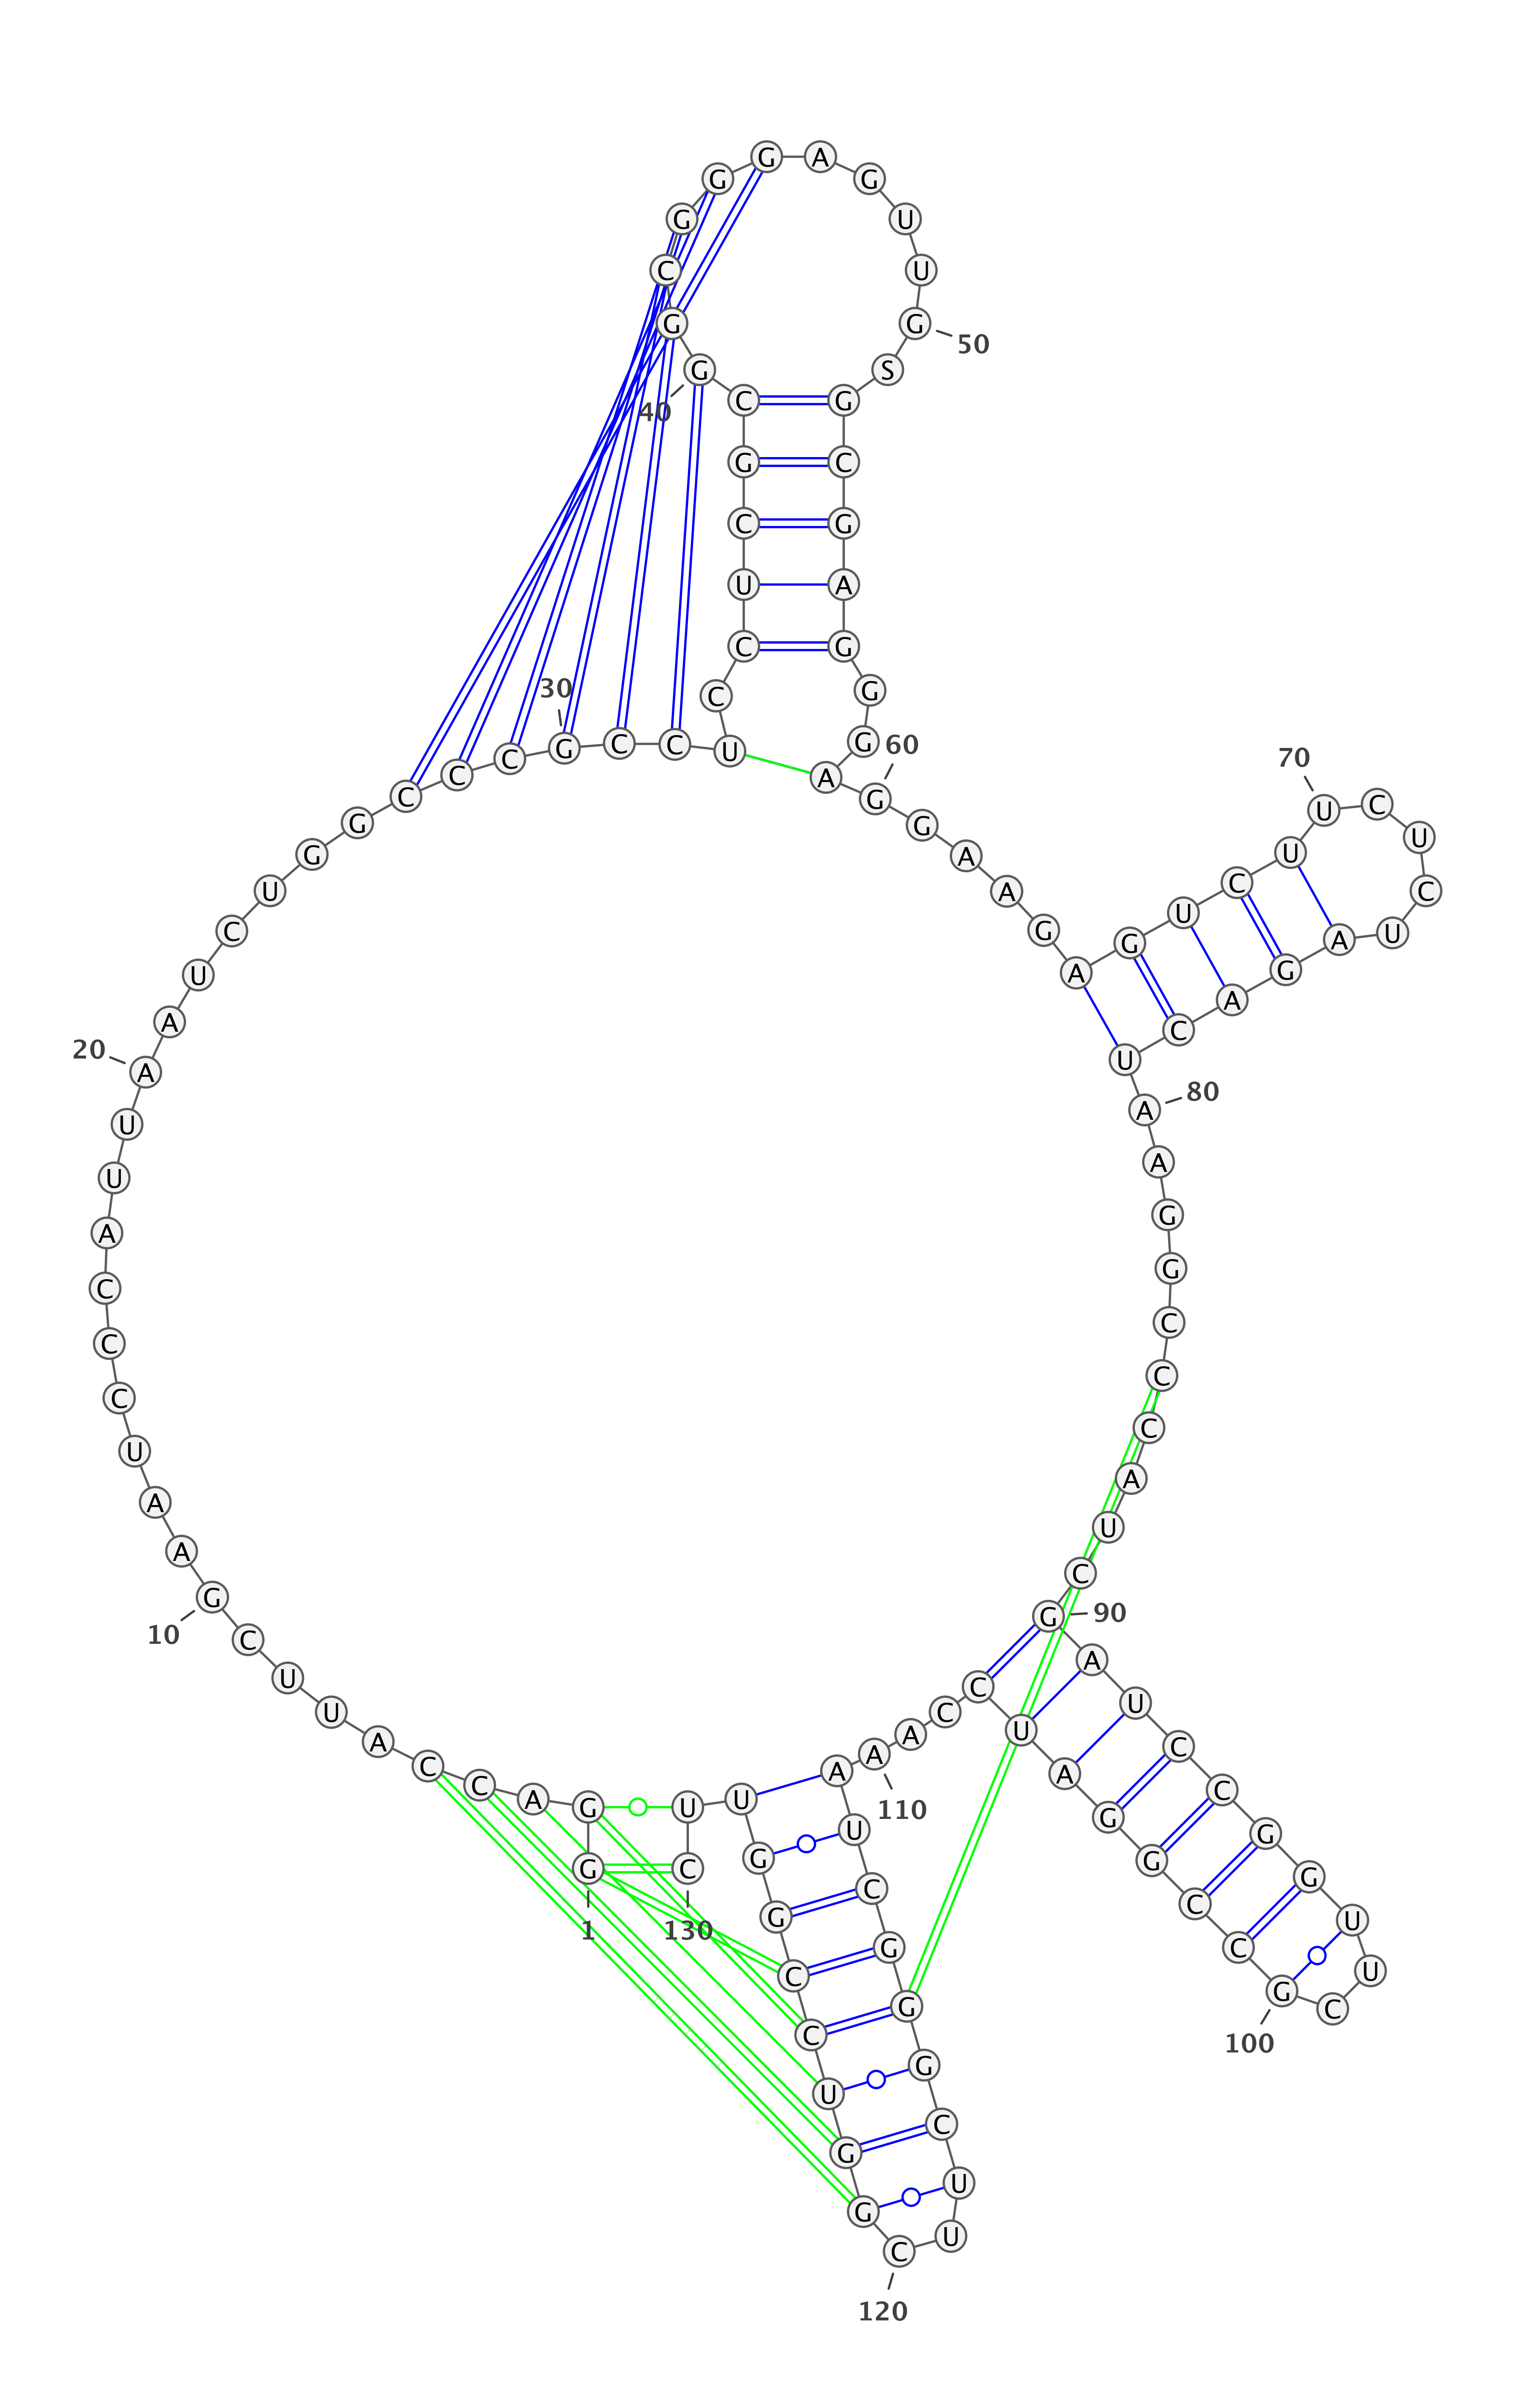 G G A C C A U U C G
A A U C C C A U U A
A U C U G G C C C G
C C U C C U C G C G
G C G G G A G U U G
S G C G A G G G A G
G A A G A G U C U U
C U C U A G A C U A
A G G C C C A U C G
A U C C G G U U C G
C C G G A U C C A A
A U C G G G C U U C
G G U C C G G U U C
1
10
20
30
40
50
60
70
80
90
100
110
120
130